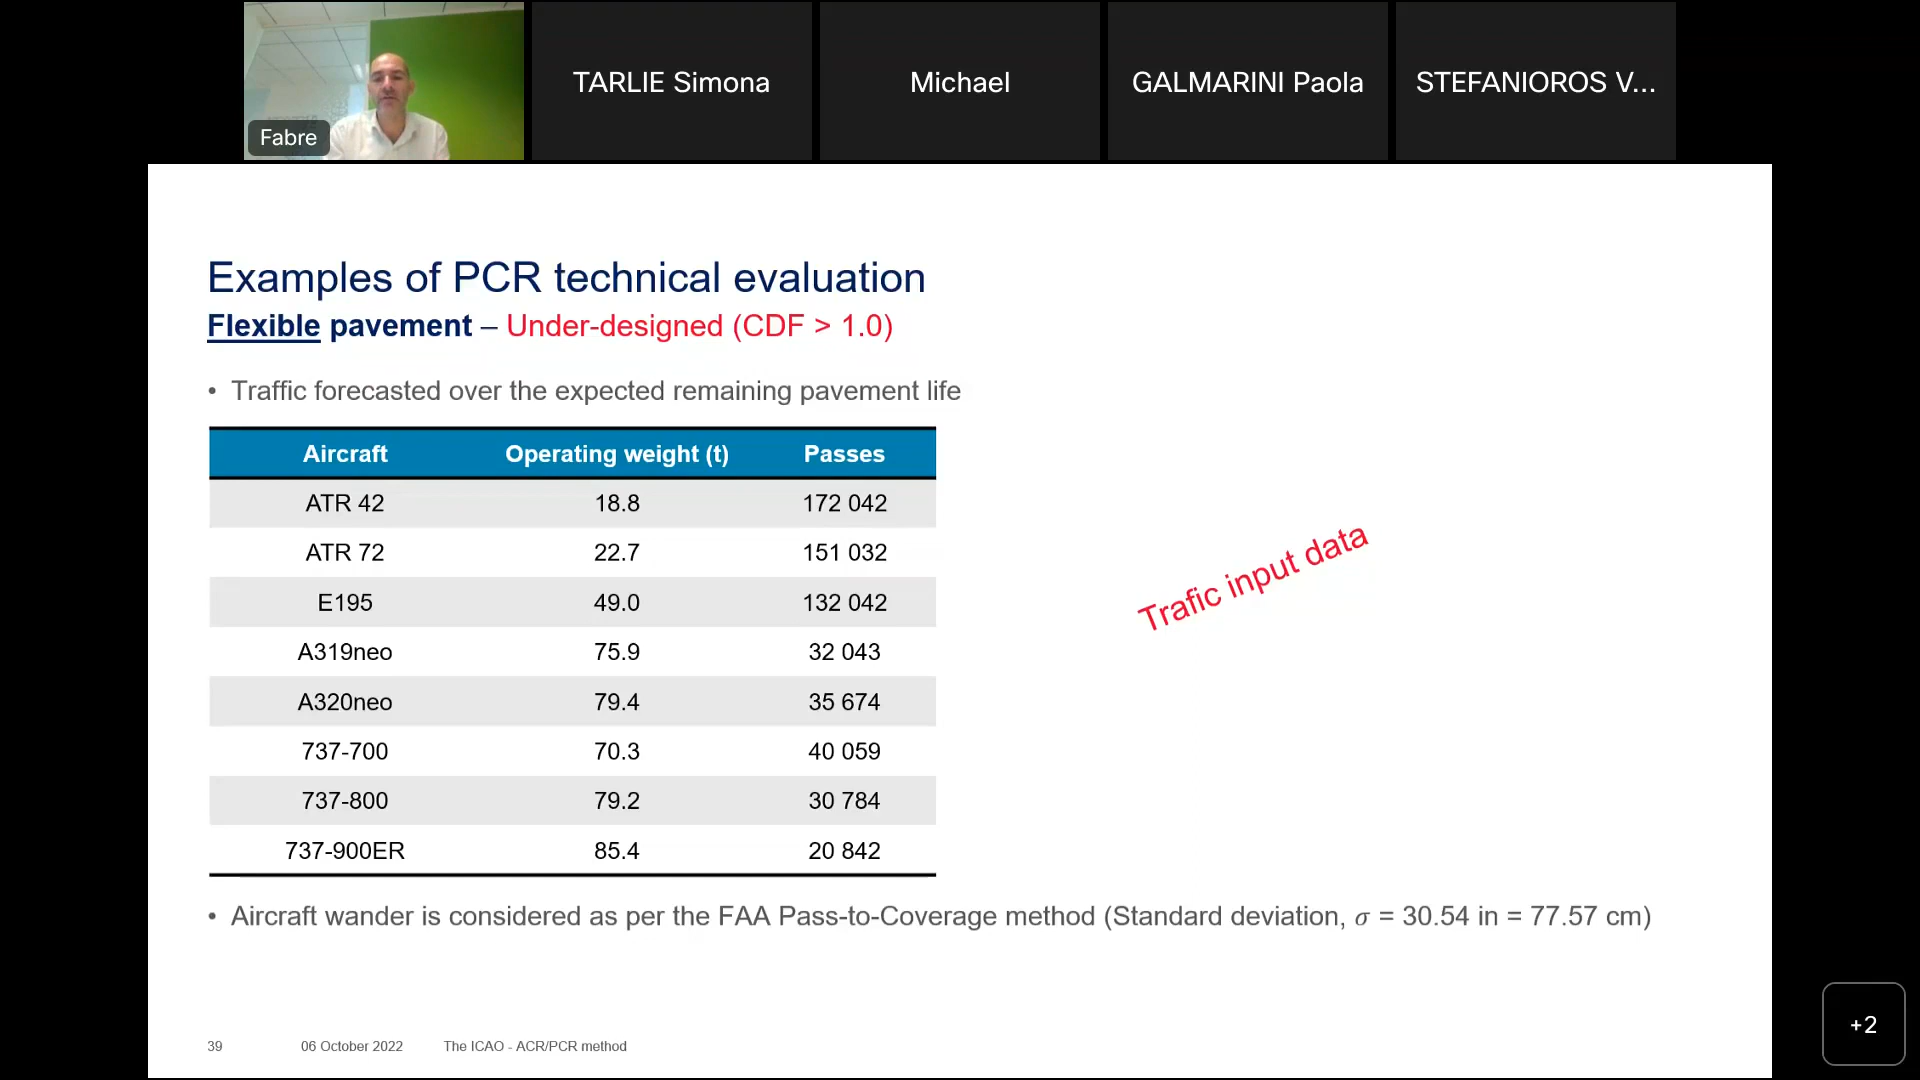 Fabre
TARLIE Simona
Michael
GALMARINI Paola
STEFANIOROS V...
Examples of PCR technical evaluation
Flexible pavement – Under-designed (CDF > 1.0)
• Traffic forecasted over the expected remaining pavement life
Aircraft Operating weight (t) Passes
ATR 42 18.8 172 042
ATR 72 22.7 151 032
E195 49.0 132 042
A319neo 75.9 32 043
A320neo 79.4 35 674
737-700 70.3 40 059
737-800 79.2 30 784
737-900ER 85.4 20 842
Trafic input data
• Aircraft wander is considered as per the FAA Pass-to-Coverage method (Standard deviation, σ = 30.54 in = 77.57 cm)
39 06 October 2022 The ICAO - ACR/PCR method
+2